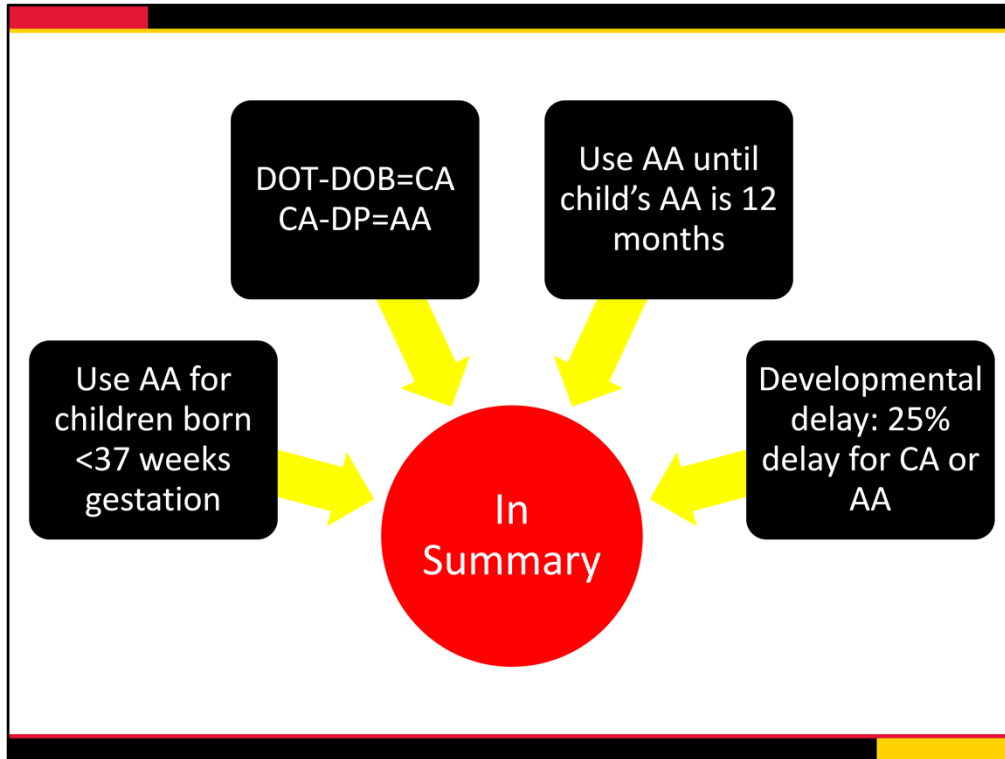 DOT-DOB=CA
CA-DP=AA
Use AA until
child’s AA is 12
months
Use AA for
children born
<37 weeks
gestation
Developmental
delay: 25%
delay for CA or
AA
In
Summary